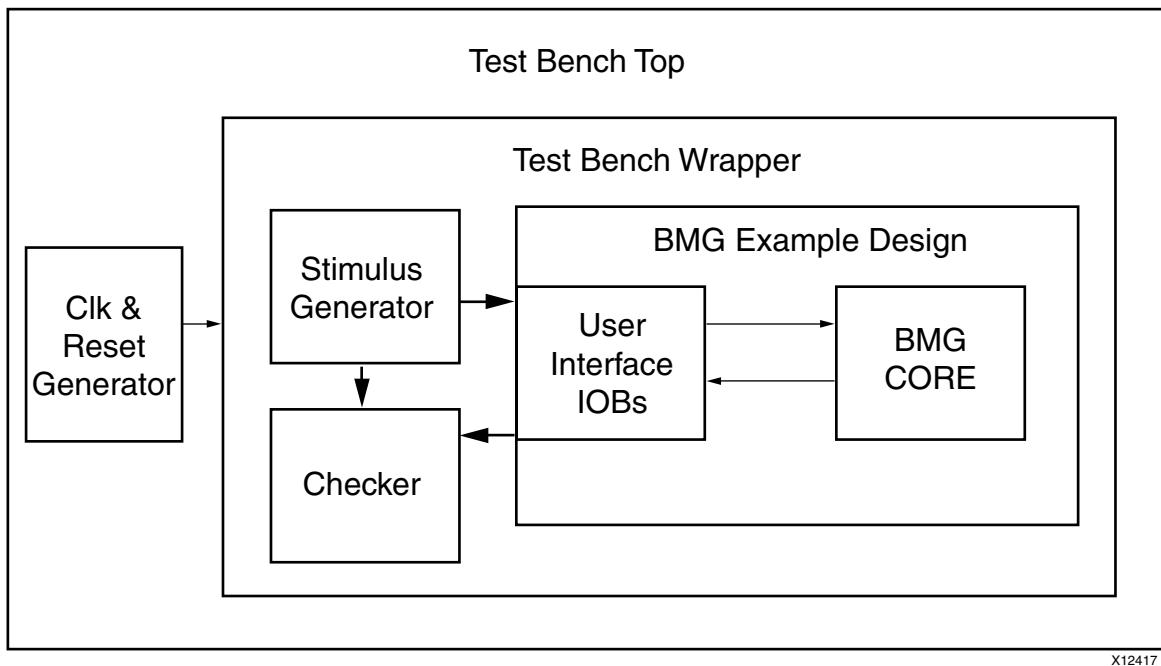 Test Bench Top
Test Bench Wrapper
BMG Example Design
Stimulus
Generator
Clk &
Reset
Generator
User
Interface
IOBs
BMG
CORE
Checker
X12417